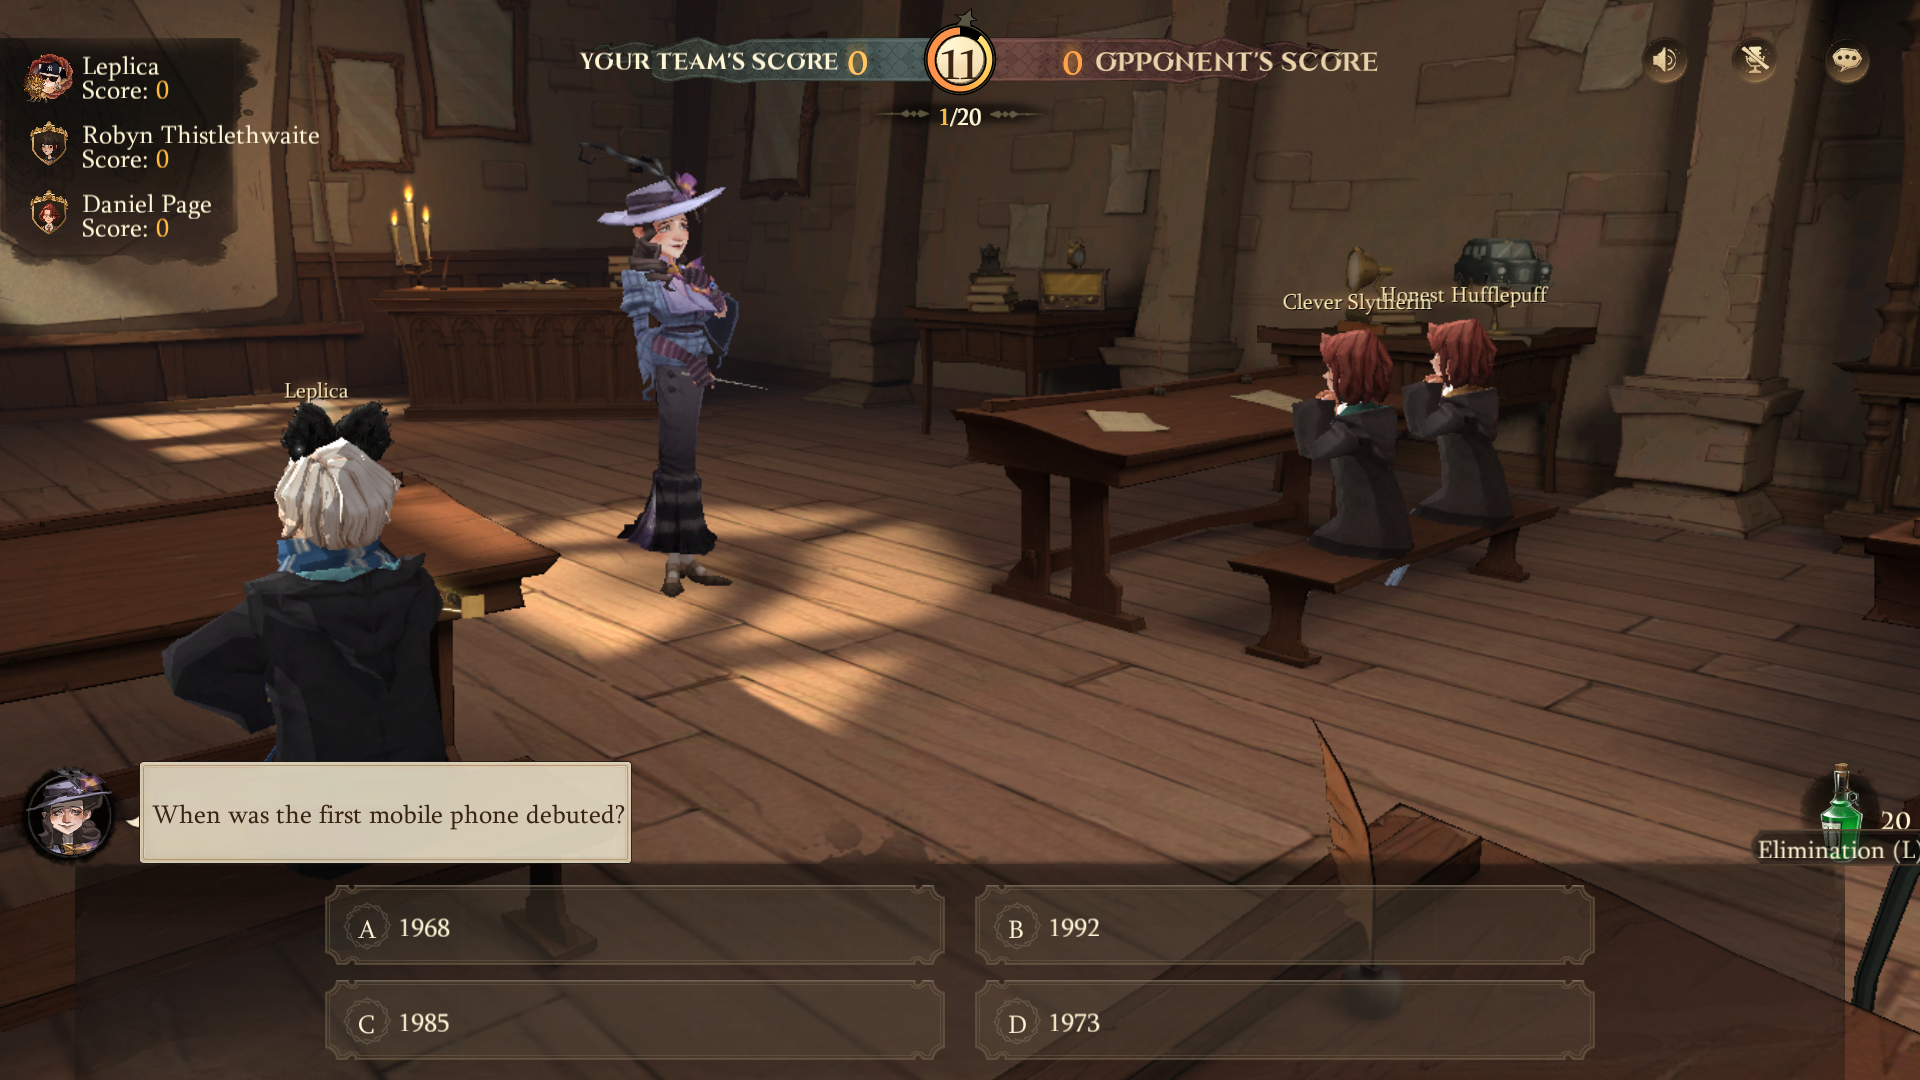 YOUR TEAM'S SCORE 0
11
0 OPPONENT'S SCORE
1/20
Leplica
Score: 0
Robyn Thistlethwaite
Score: 0
Daniel Page
Score: 0
Clever Slytherin
Honest Hufflepuff
Leplica
When was the first mobile phone debuted?
20
Elimination (L)
A 1968
B 1992
C 1985
D 1973